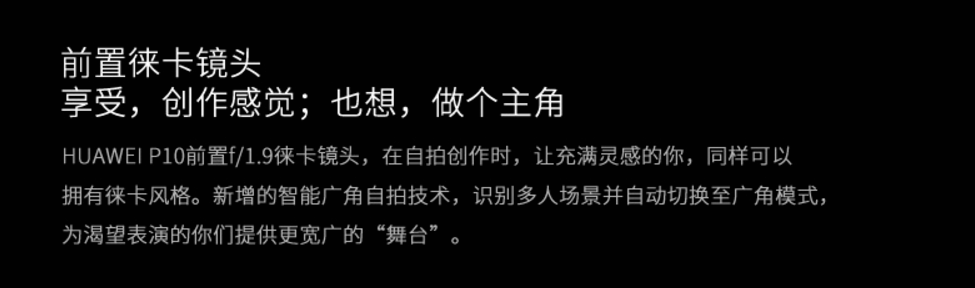 前置徕卡镜头
享受，创作感觉；也想，做个主角
HUAWEI P10前置f/1.9徕卡镜头，在自拍创作时，让充满灵感的你，同样可以
拥有徕卡风格。新增的智能广角自拍技术，识别多人场景并自动切换至广角模式，
为渴望表演的你们提供更宽广的“舞台”。